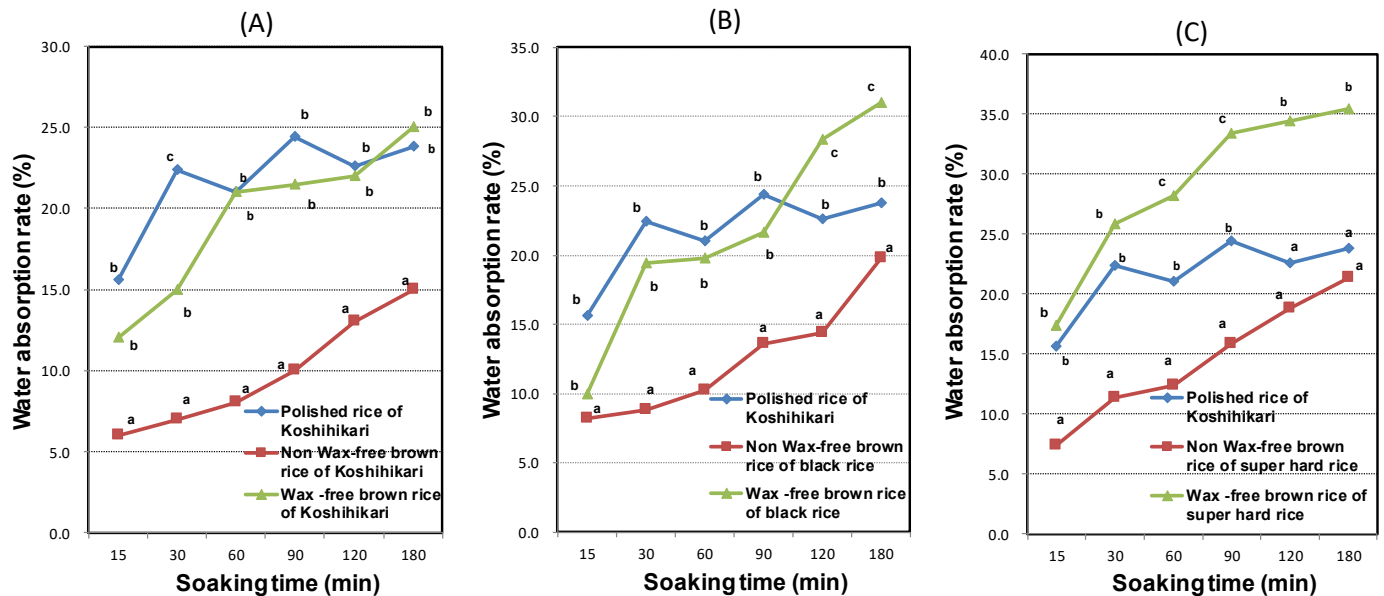 (A)
30.0
25.0
20.0
15.0
10.0
5.0
0.0
Water absorption rate (%)
b
c
b
b
b
b
b
b
b
b
b
b
a
a
a
a
a
a
Polished rice of
Koshihikari
Non Wax-free brown
rice of Koshihikari
Wax -free brown rice
of Koshihikari
15 30 60 90 120 180
Soaking time (min)
(B)
35.0
30.0
25.0
20.0
15.0
10.0
5.0
0.0
Water absorption rate (%)
b
b
b
b
b
b
b
b
b
b
c
c
a
a
a
a
a
a
Polished rice of
Koshihikari
Non Wax-free brown
rice of black rice
Wax -free brown rice
of black rice
15 30 60 90 120 180
Soaking time (min)
(C)
40.0
35.0
30.0
25.0
20.0
15.0
10.0
5.0
0.0
Water absorption rate (%)
b
b
c
c
b
b
b
b
b
b
a
a
a
a
a
a
a
a
Polished rice of
Koshihikari
Non Wax-free brown
rice of super hard rice
Wax -free brown rice of
super hard rice
15 30 60 90 120 180
Soaking time (min)